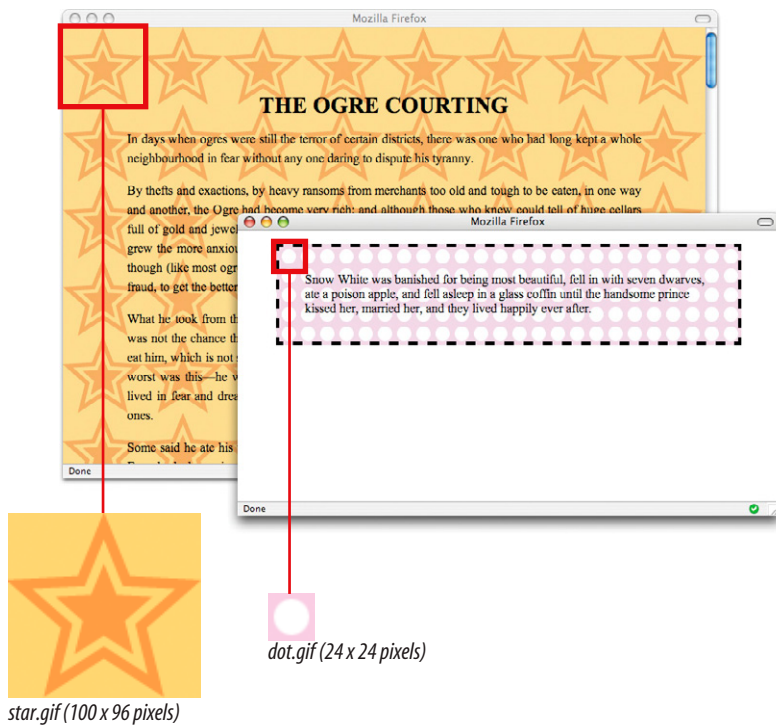 Mozilla Firefox
THE OGRE COURTING
In days when ogres were still the terror of certain districts, there was one who had long kept a whole
neighbourhood in fear without any one daring to dispute his tyranny.
By thefts and exactions, by heavy ransoms from merchants too old and tough to be eaten, in one way
and another, the Ogre had become very rich; and although those who knew could tell of huge cellars
full of gold and jewel
grew the more anxiou
though (like most ogr
fraud, to get the better
What he took from th
was not the chance th
eat him, which is not
worst was this—he w
lived in fear and drea
ones.
Some said he ate his
Done
Mozilla Firefox
Snow White was banished for being most beautiful, fell in with seven dwarves,
ate a poison apple, and fell asleep in a glass coffin until the handsome prince
kissed her, married her, and they lived happily ever after.
Done
dot.gif (24 x 24 pixels)
star.gif (100 x 96 pixels)